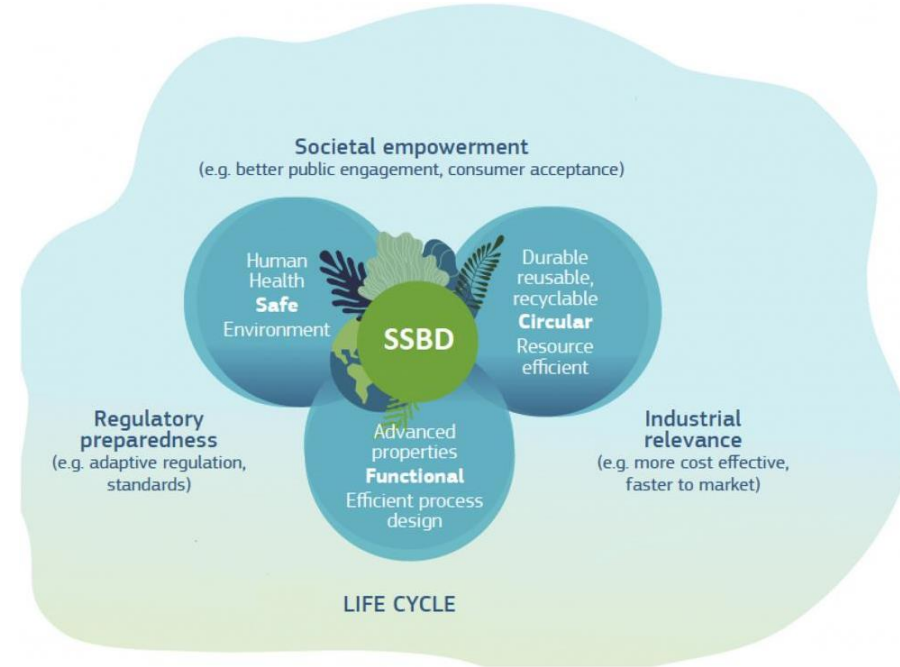 Societal empowerment
(e.g. better public engagement, consumer acceptance)
Human
Health
Safe
Environment
SSBD
Durable
reusable,
recyclable
Circular
Resource
efficient
Regulatory
preparedness
(e.g. adaptive regulation,
standards)
Advanced
properties
Functional
Efficient process
design
Industrial
relevance
(e.g. more cost effective,
faster to market)
LIFE CYCLE